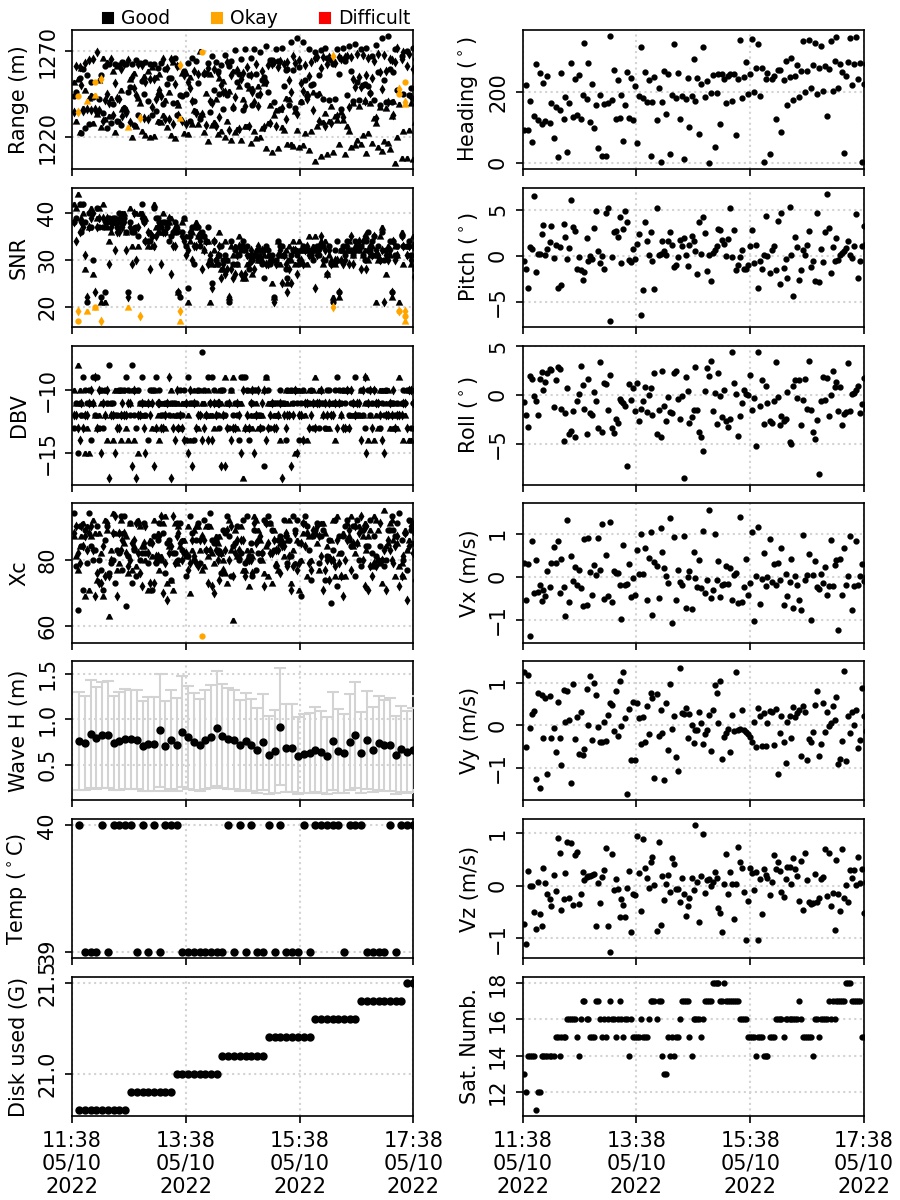 Good Okay Difficult
Range (m)
1270
1220
Heading (°)
200
0
SNR
40
30
20
Pitch (°)
5
0
−5
DBV
−10
−15
Roll (°)
5
0
−5
Xc
80
60
Vx (m/s)
1
0
−1
Wave H (m)
1.5
1.0
0.5
Vy (m/s)
1
0
−1
Temp (°C)
40
39
Vz (m/s)
1
0
−1
Disk used (G)
21.5
21.0
Sat. Numb.
18
16
14
12
11:38 13:38 15:38 17:38
05/10 05/10 05/10 05/10
2022 2022 2022 2022
11:38 13:38 15:38 17:38
05/10 05/10 05/10 05/10
2022 2022 2022 2022